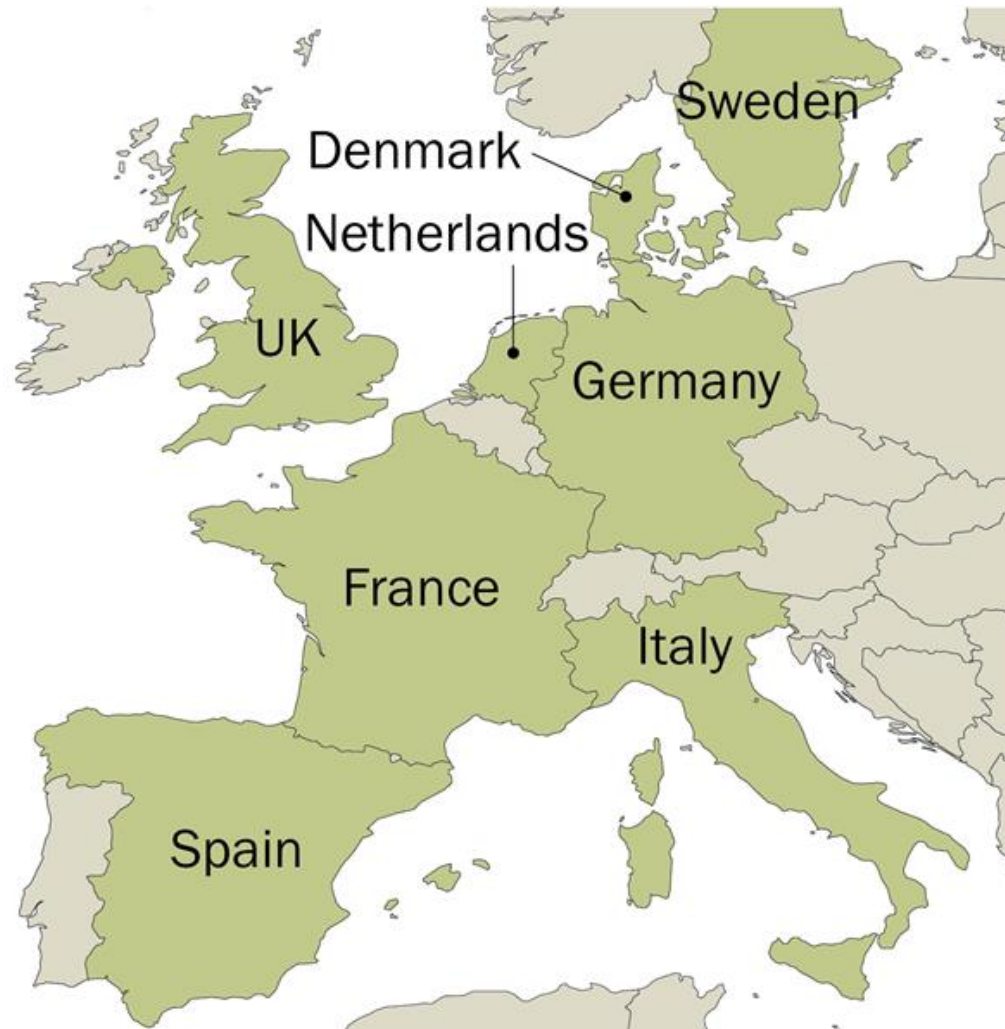 Sweden
Denmark
Netherlands
UK
Germany
France
Italy
Spain